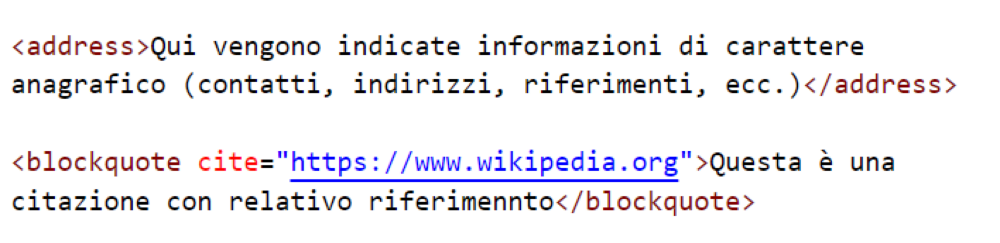 <address>Qui vengono indicate informazioni di carattere
anagrafico (contatti, indirizzi, riferimenti, ecc.)</address>
<blockquote cite="https://www.wikipedia.org">Questa è una
citazione con relativo riferimennto</blockquote>